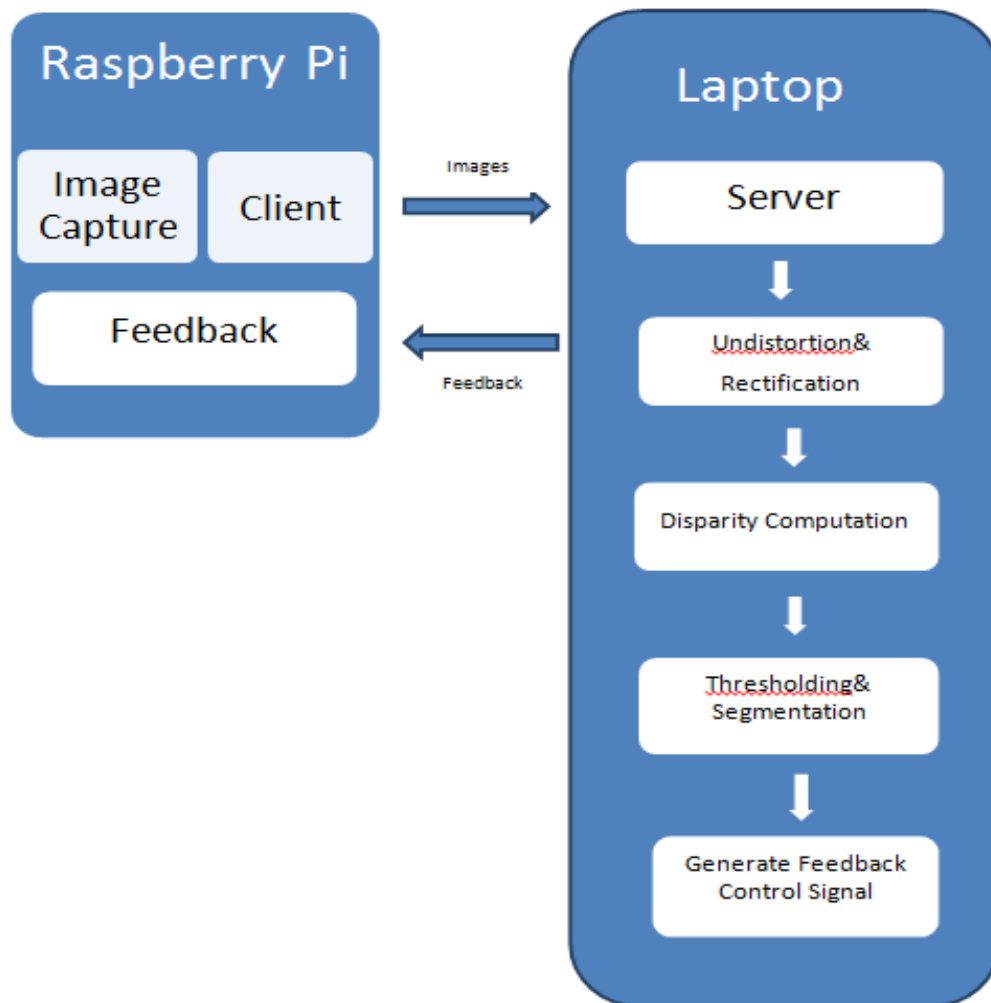 Raspberry Pi
Image
Capture
Client
Feedback
Images
Feedback
Laptop
Server
Undistortion&
Rectification
Disparity Computation
Thresholding&
Segmentation
Generate Feedback
Control Signal